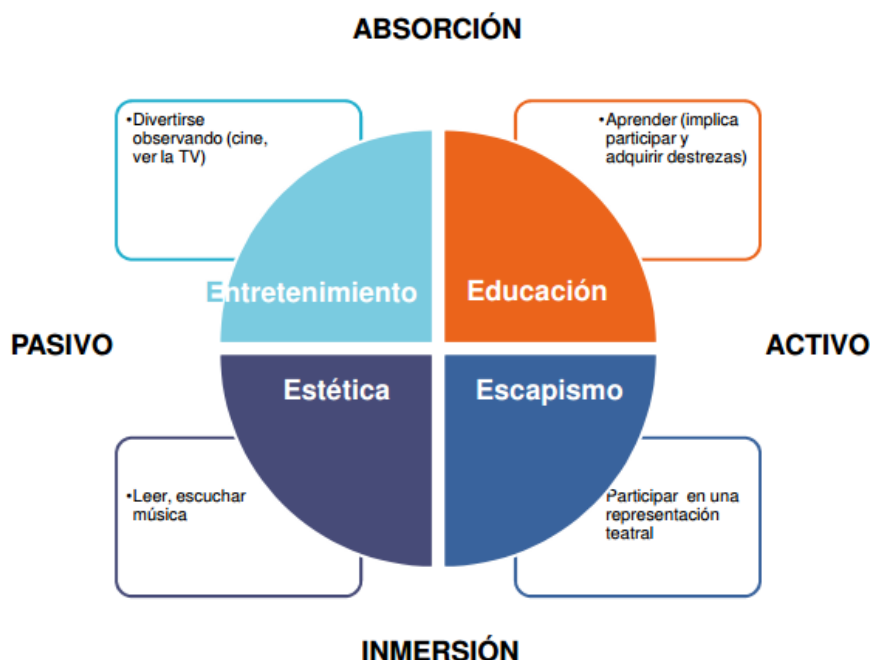 ABSORCIÓN
•Divertirse
observando (cine,
ver la TV)
•Aprender (implica
participar y
adquirir destrezas)
Entretenimiento
Educación
PASIVO
ACTIVO
Estética
Escapismo
•Leer, escuchar
música
Participar en una
representación
teatral
INMERSIÓN